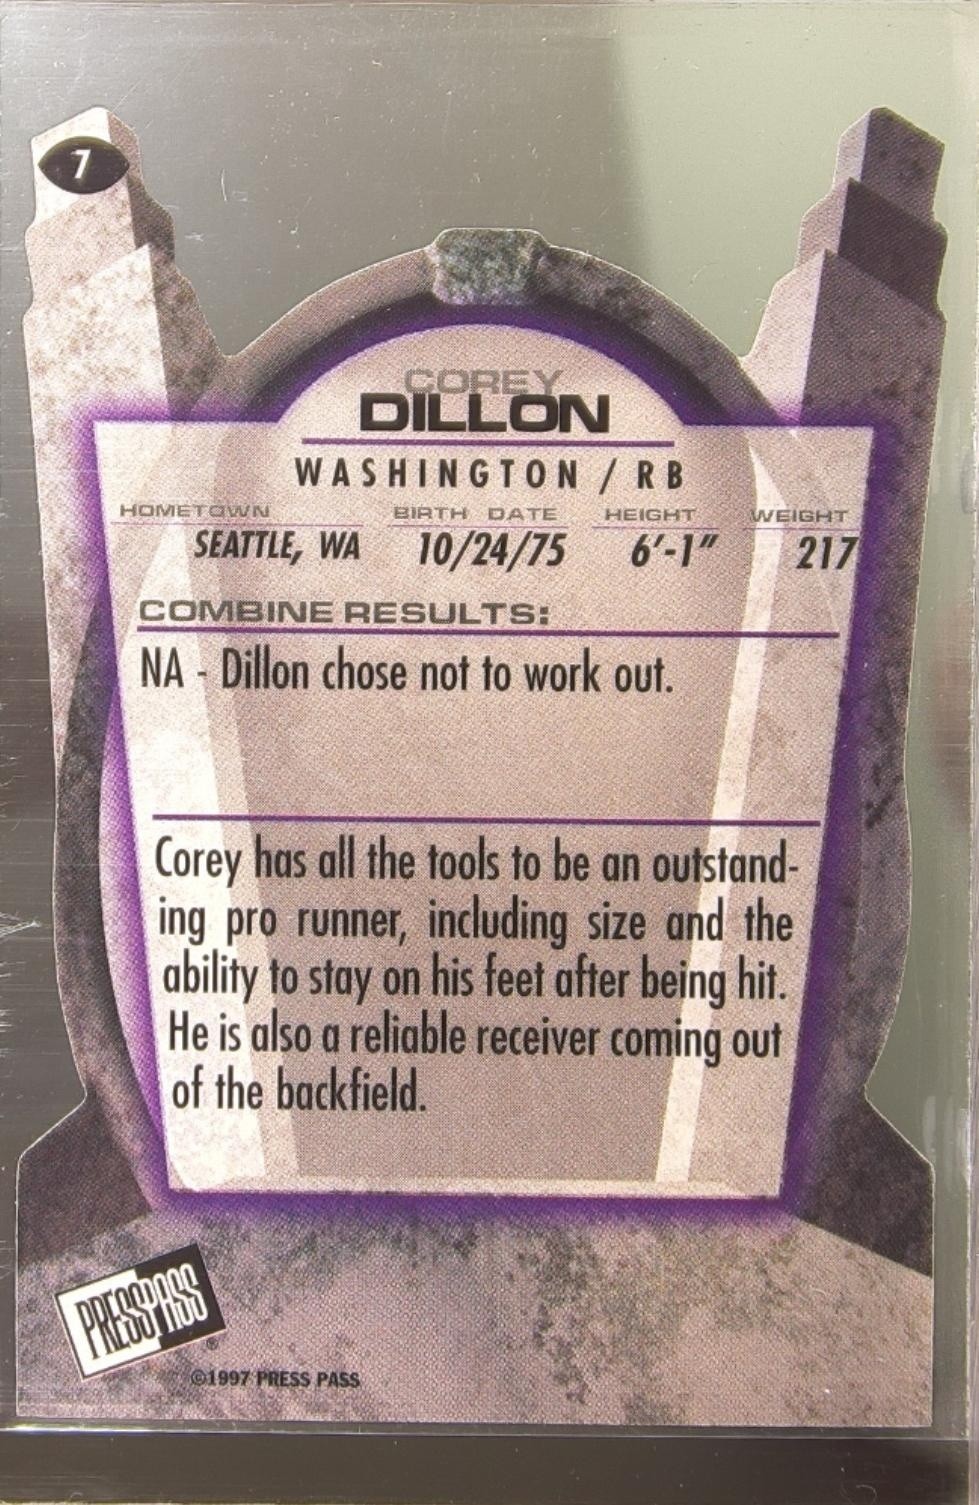 7
COREY
DILLON
WASHINGTON / RB
HOMETOWN BIRTH DATE HEIGHT WEIGHT
SEATTLE, WA 10/24/75 6'-1" 217
COMBINE RESULTS:
NA - Dillon chose not to work out.
Corey has all the tools to be an outstand-
ing pro runner, including size and the
ability to stay on his feet after being hit.
He is also a reliable receiver coming out
of the backfield.
PRESS PASS
®
©1997 PRESS PASS